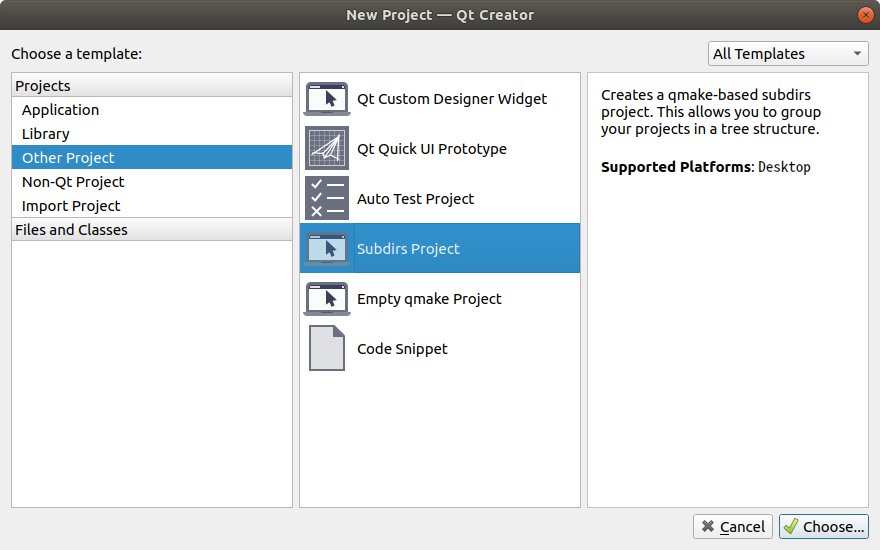 New Project — Qt Creator
Choose a template:
All Templates
Projects
Application
Library
Other Project
Non-Qt Project
Import Project
Files and Classes
Qt Custom Designer Widget
Qt Quick UI Prototype
Auto Test Project
Subdirs Project
Empty qmake Project
Code Snippet
Creates a qmake-based subdirs
project. This allows you to group
your projects in a tree structure.
Supported Platforms: Desktop
Cancel
Choose...